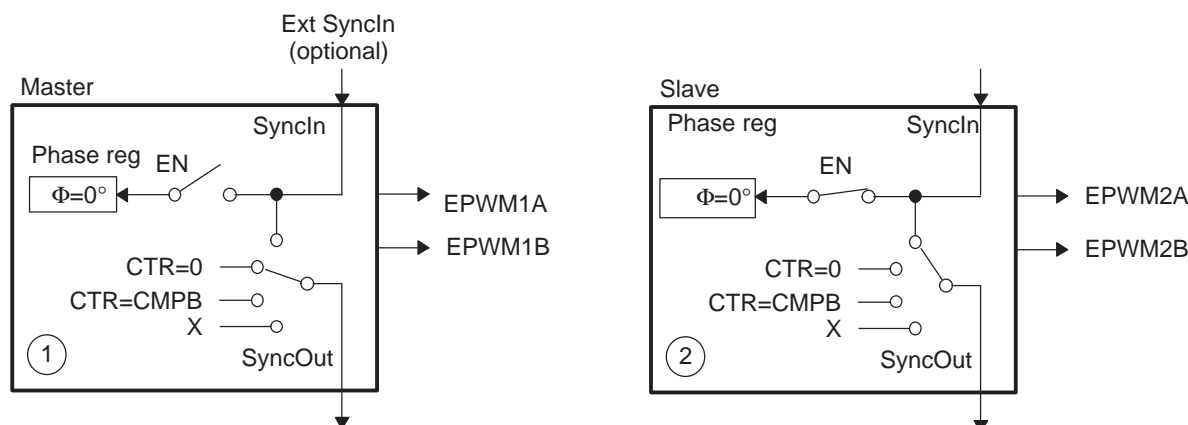 Ext SyncIn
(optional)
Master
SyncIn
Phase reg
EN
Φ=0°
EPWM1A
EPWM1B
CTR=0
CTR=CMPB
X
1
SyncOut
Slave
Phase reg
SyncIn
EN
Φ=0°
EPWM2A
EPWM2B
CTR=0
CTR=CMPB
X
2
SyncOut